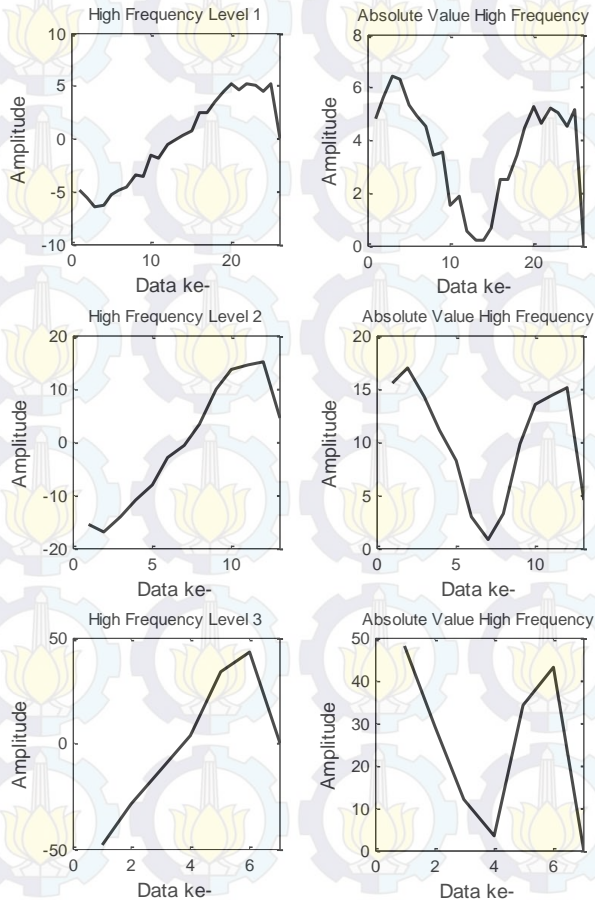 High Frequency Level 1
10
5
0
-5
-10
0 10 20
Amplitude
Data ke-
Absolute Value High Frequency
8
6
4
2
0
0 10 20
Amplitude
Data ke-
High Frequency Level 2
20
10
0
-10
-20
0 5 10
Amplitude
Data ke-
Absolute Value High Frequency
20
15
10
5
0
0 5 10
Amplitude
Data ke-
High Frequency Level 3
50
0
-50
0 2 4 6
Amplitude
Data ke-
Absolute Value High Frequency
50
40
30
20
10
0
0 2 4 6
Amplitude
Data ke-